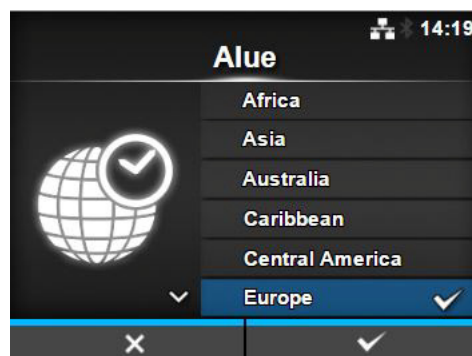 14:19
Alue
Africa
Asia
Australia
Caribbean
Central America
Europe